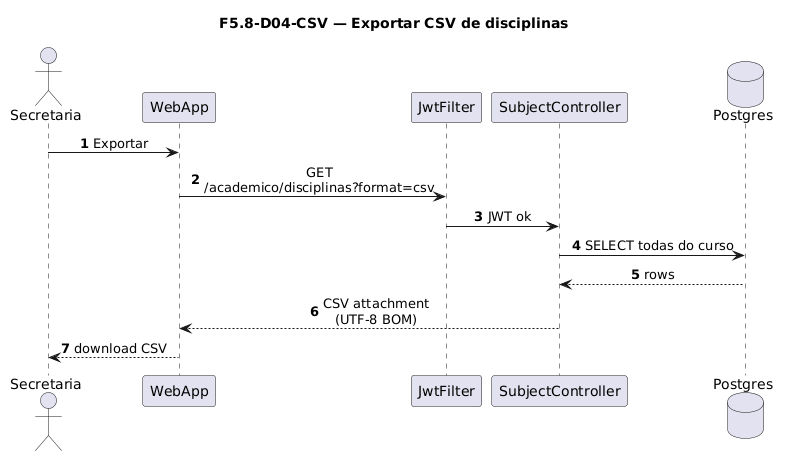 F5.8-D04-CSV — Exportar CSV de disciplinas
Secretaria
WebApp
JwtFilter
SubjectController
Postgres
1 Exportar
2 GET
/academico/disciplinas?format=csv
3 JWT ok
4 SELECT todas do curso
5 rows
6 CSV attachment
(UTF-8 BOM)
7 download CSV
Secretaria
WebApp
JwtFilter
SubjectController
Postgres